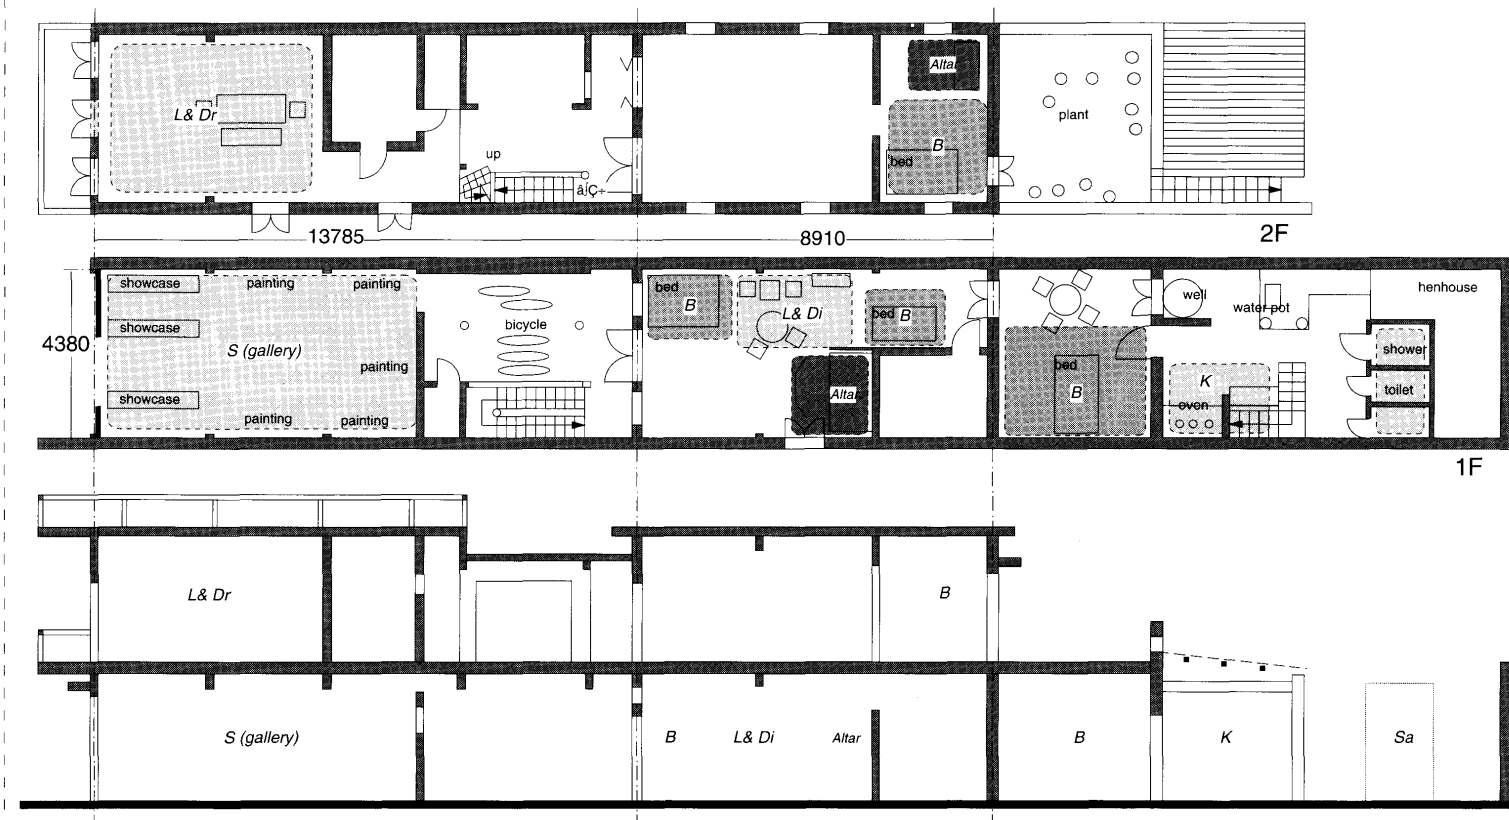 Altar
L& Dr
plant
B
bed
up
13785
8910
2F
showcase
painting
painting
bed
B
L& Di
bed
B
well
water pot
henhouse
showcase
bicycle
4380
S (gallery)
painting
shower
bed
K
showcase
Altar
B
toilet
oven
painting
painting
1F
L& Dr
B
S (gallery)
B
L& Di
Altar
B
K
Sa